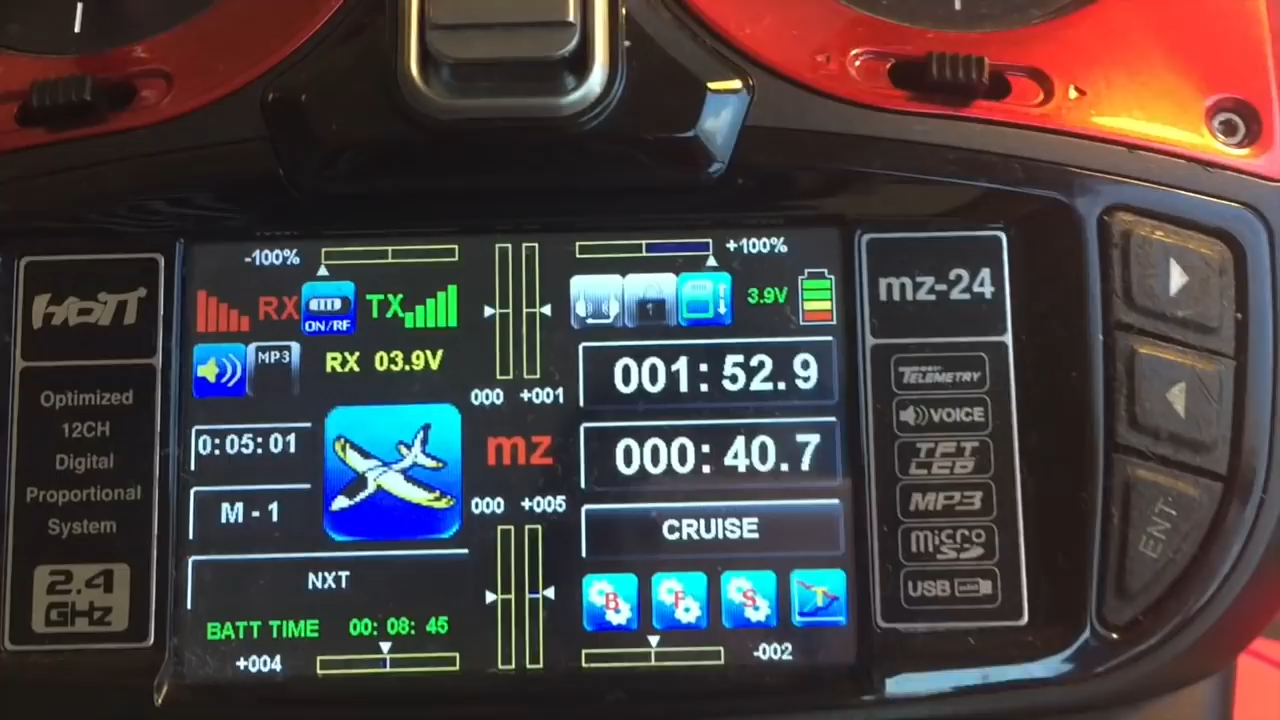 HoTT
Optimized
12CH
Digital
Proportional
System
2.4
GHz
-100%
+100%
RX
ON/RF
TX
3.9V
MP3
RX 03.9V
000 +001
001:52.9
0:05:01
mz
000:40.7
M - 1
000 +005
CRUISE
NXT
B
F
S
T
BATT TIME 00: 08: 45
+004
-002
mz-24
TELEMETRY
VOICE
TFT
LCD
MP3
micro
SD
USB
ENT